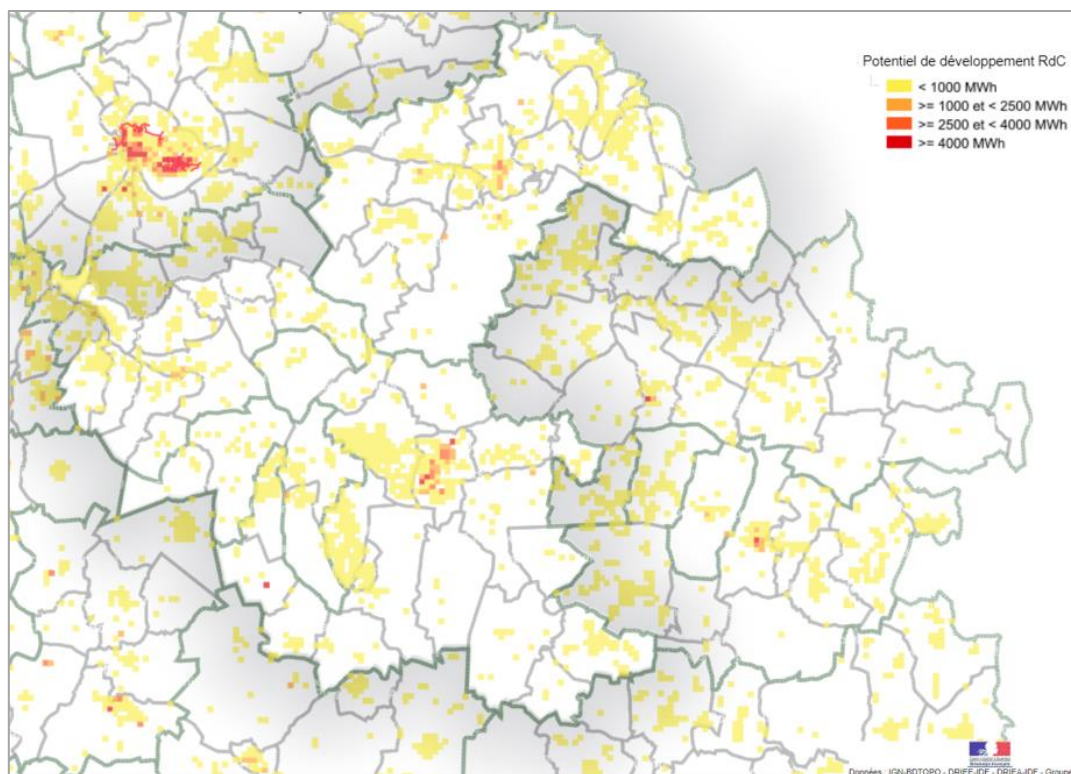 Potentiel de développement RdC
< 1000 MWh
>= 1000 et < 2500 MWh
>= 2500 et < 4000 MWh
>= 4000 MWh
Données : IGN-BDTOPO - DRIEE-IDF - DRIEA-IDF - Groupe